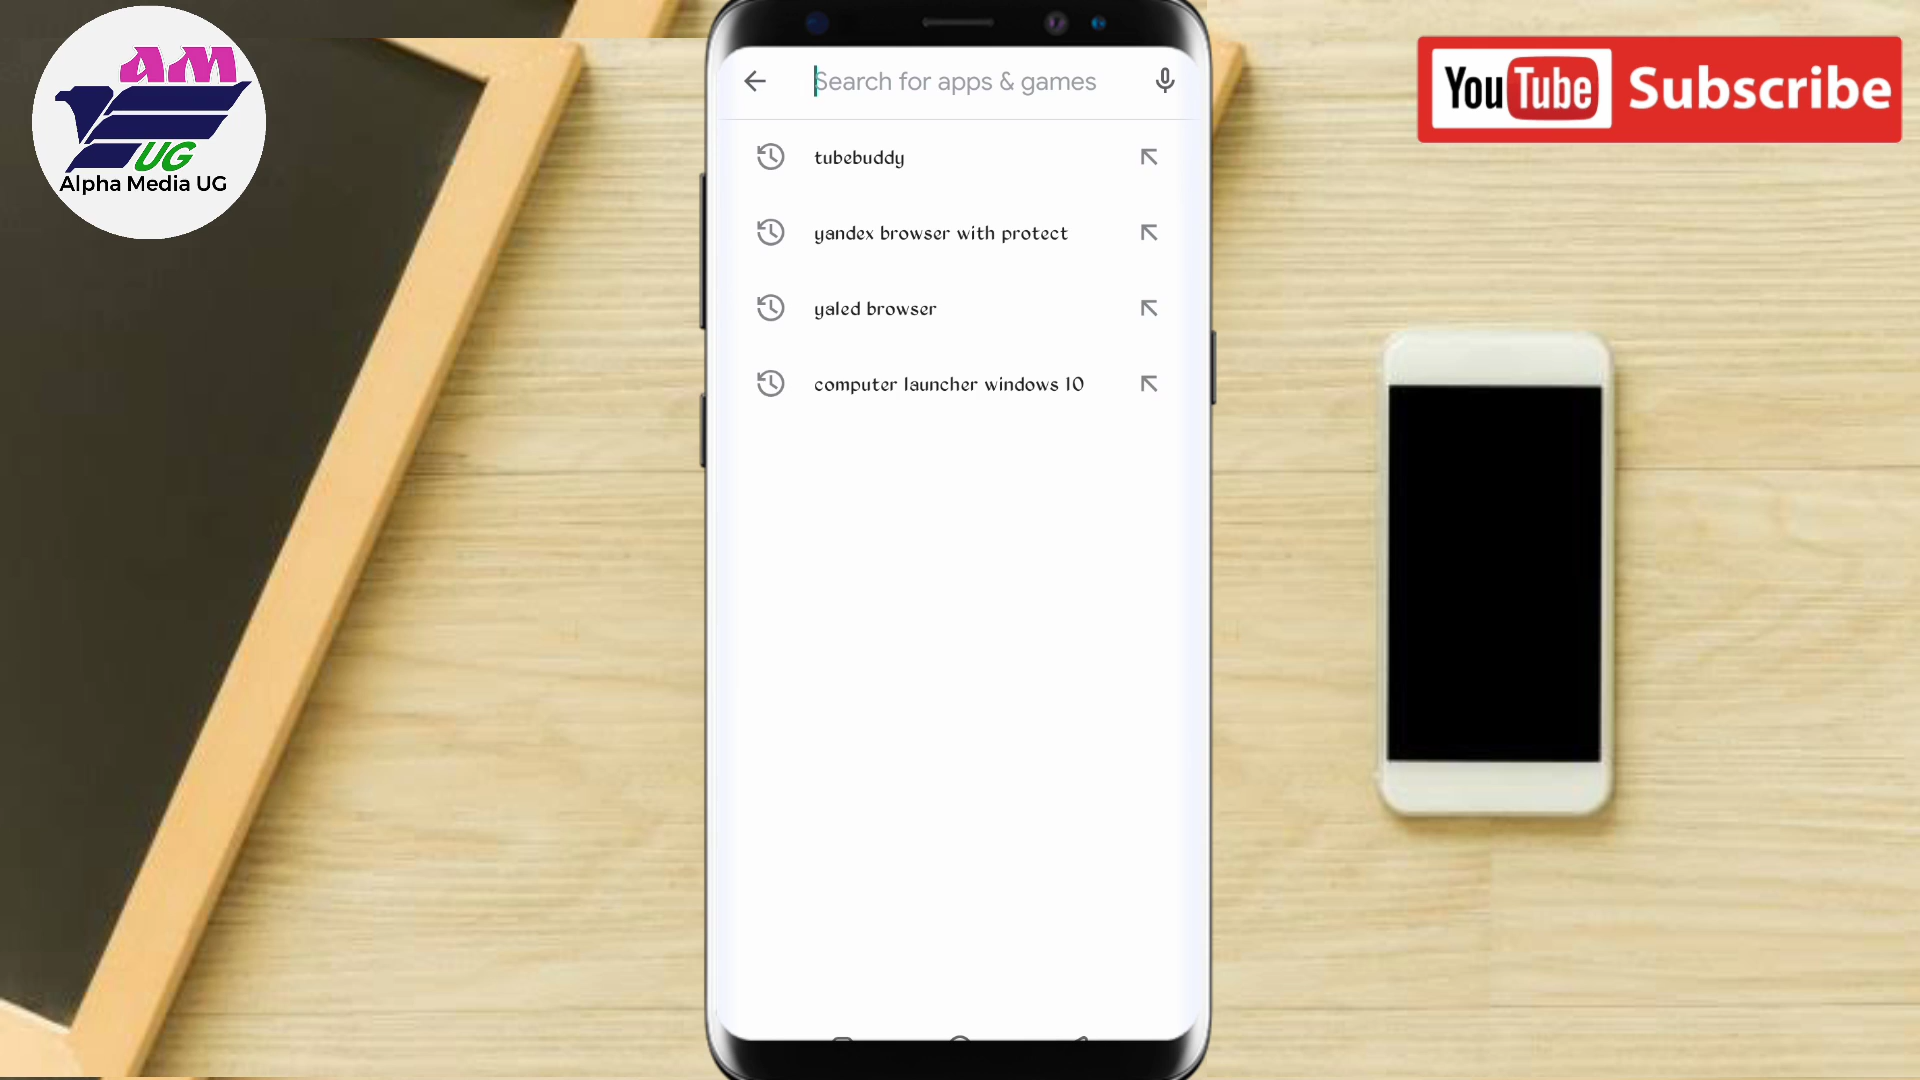 AM
UG
Alpha Media UG
Search for apps & games
tubebuddy
yandex browser with protect
yaled browser
computer launcher windows 10
YouTube Subscribe